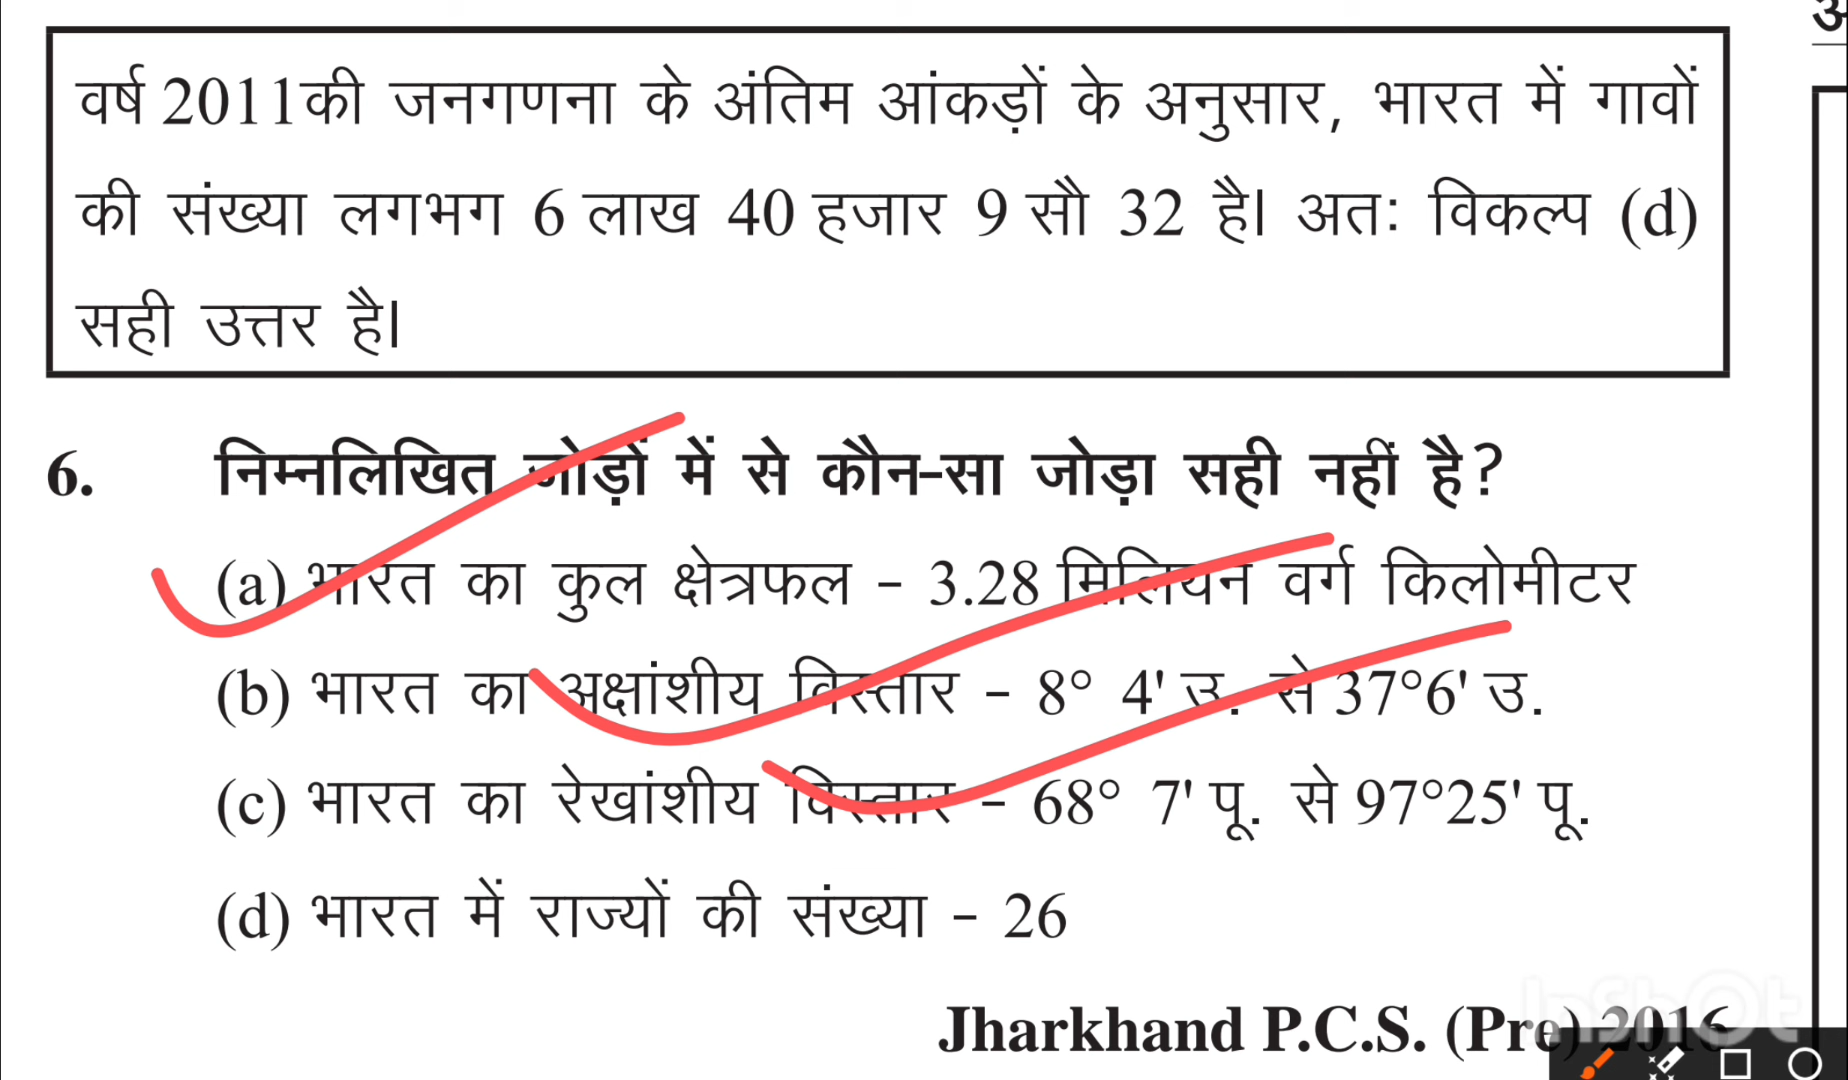 वर्ष 2011की जनगणना के अंतिम आंकड़ों के अनुसार, भारत में गावों
की संख्या लगभग 6 लाख 40 हजार 9 सौ 32 है। अतः विकल्प (d)
सही उत्तर है।
6. निम्नलिखित जोड़ों में से कौन-सा जोड़ा सही नहीं है?
(a) भारत का कुल क्षेत्रफल - 3.28 मिलियन वर्ग किलोमीटर
(b) भारत का अक्षांशीय विस्तार - 8° 4' उ. से 37°6' उ.
(c) भारत का रेखांशीय विस्तार - 68° 7' पू. से 97°25' पू.
(d) भारत में राज्यों की संख्या - 26
Jharkhand P.C.S. (Pre) 2016
InShOt